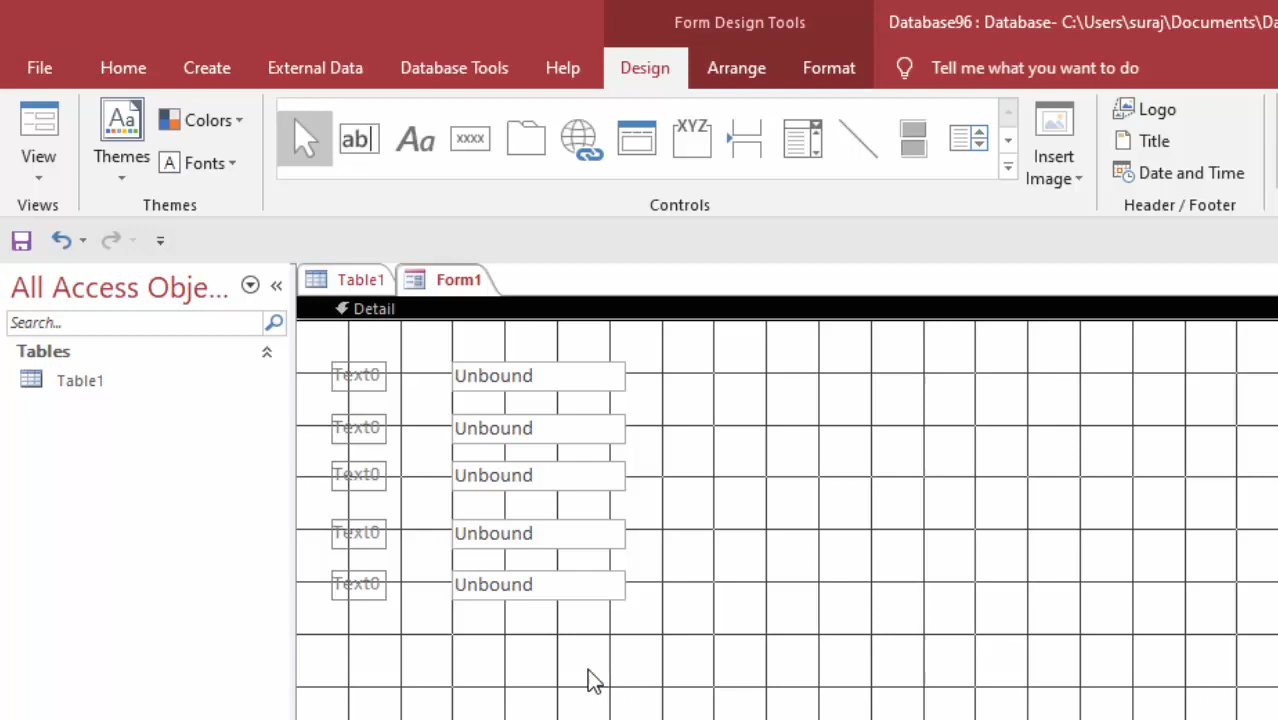 Form Design Tools
Database96 : Database- C:\Users\suraj\Documents\Da
File Home Create External Data Database Tools Help Design Arrange Format Tell me what you want to do
View
Views
Aa
Themes
Colors
A Fonts
Themes
ab| Aa xxxx XYZ
Controls
Insert
Image
Logo
Title
Date and Time
Header / Footer
All Access Obje... «
Search...
Tables
Table1
Table1 Form1
Detail
Text0 Unbound
Text0 Unbound
Text0 Unbound
Text0 Unbound
Text0 Unbound